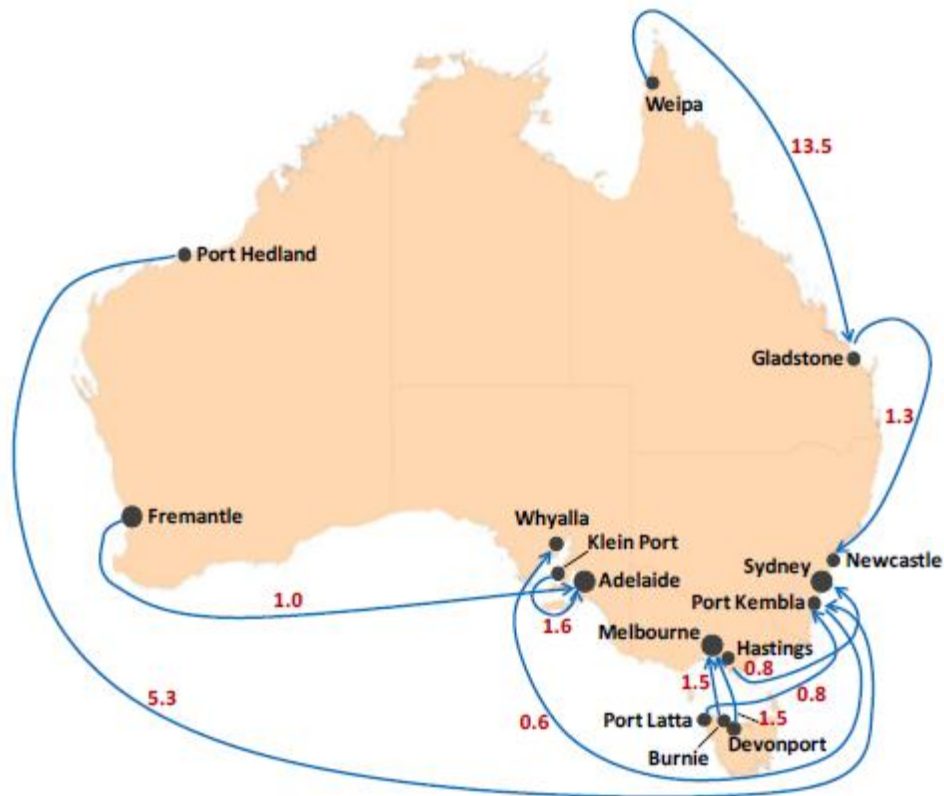 Weipa
13.5
Port Hedland
Gladstone
1.3
Fremantle
Whyalla
Klein Port
Newcastle
Sydney
Adelaide
1.0
Port Kembla
1.6
Melbourne
Hastings
0.8
1.5
0.8
5.3
0.6
Port Latta
1.5
Devonport
Burnie